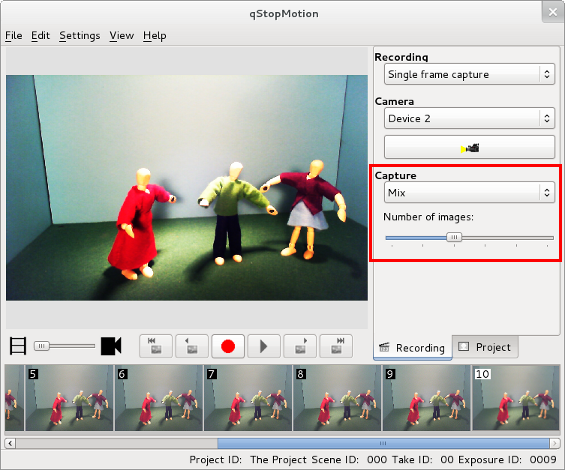 qStopMotion
File Edit Settings View Help
Recording
Single frame capture
Camera
Device 2
Capture
Mix
Number of images:
Recording Project
5 6 7 8 9 10
Project ID: The Project Scene ID: 000 Take ID: 00 Exposure ID: 0009